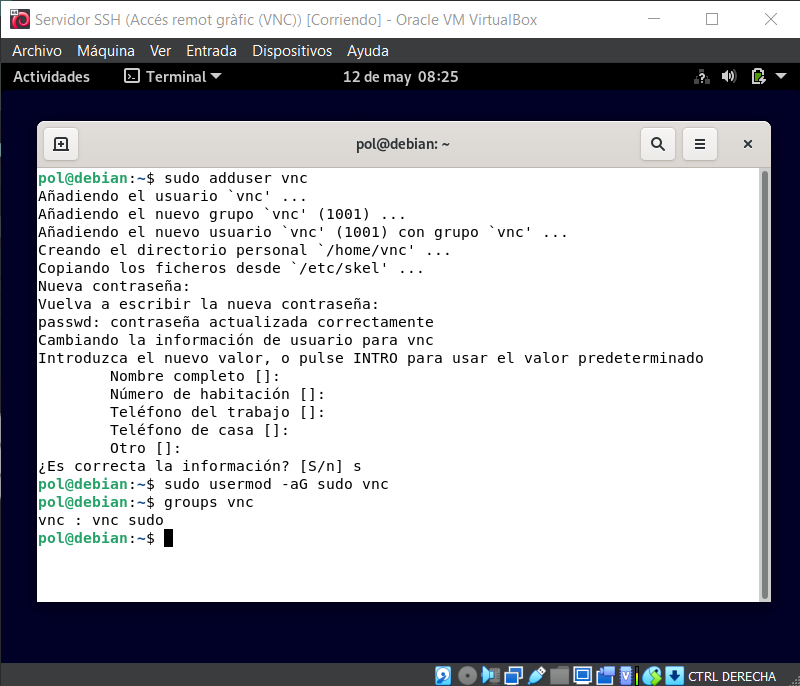 Servidor SSH (Accés remot gràfic (VNC)) [Corriendo] - Oracle VM VirtualBox
Archivo Máquina Ver Entrada Dispositivos Ayuda
Actividades Terminal 12 de may 08:25
pol@debian: ~
pol@debian:~$ sudo adduser vnc
Añadiendo el usuario `vnc' ...
Añadiendo el nuevo grupo `vnc' (1001) ...
Añadiendo el nuevo usuario `vnc' (1001) con grupo `vnc' ...
Creando el directorio personal `/home/vnc' ...
Copiando los ficheros desde `/etc/skel' ...
Nueva contraseña:
Vuelva a escribir la nueva contraseña:
passwd: contraseña actualizada correctamente
Cambiando la información de usuario para vnc
Introduzca el nuevo valor, o pulse INTRO para usar el valor predeterminado
Nombre completo []:
Número de habitación []:
Teléfono del trabajo []:
Teléfono de casa []:
Otro []:
¿Es correcta la información? [S/n] s
pol@debian:~$ sudo usermod -aG sudo vnc
pol@debian:~$ groups vnc
vnc : vnc sudo
pol@debian:~$
CTRL DERECHA